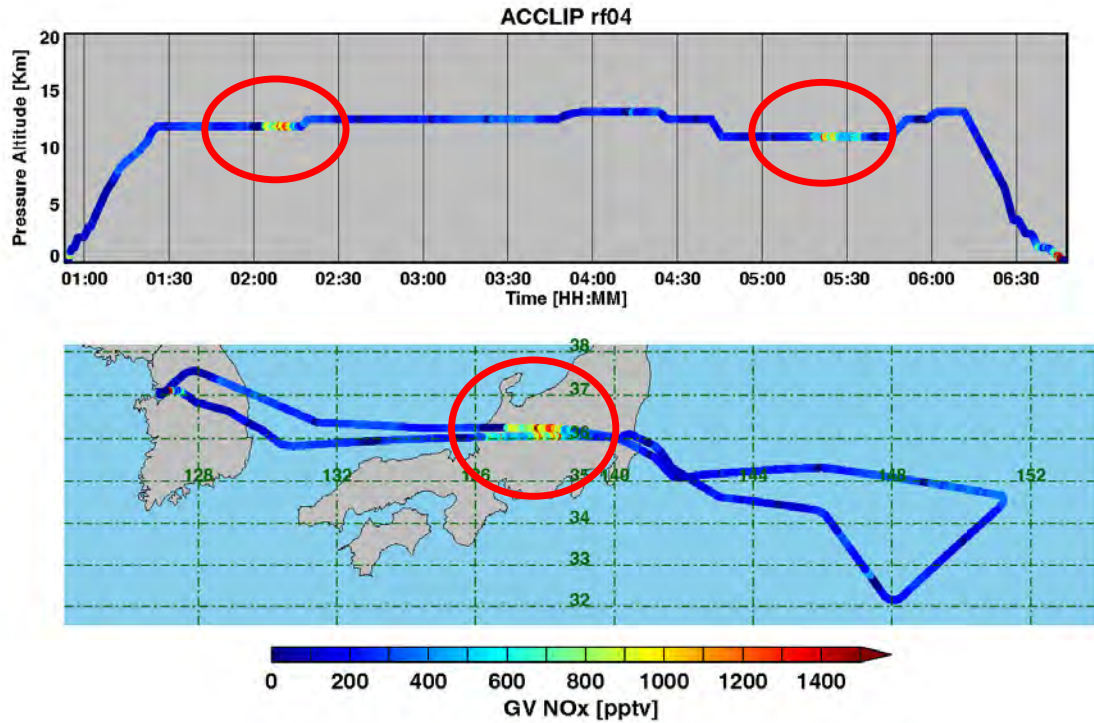 ACCLIP rf04
Pressure Altitude [Km]
20
15
10
5
0
01:00 01:30 02:00 02:30 03:00 03:30 04:00 04:30 05:00 05:30 06:00 06:30
Time [HH:MM]
38
37
36
128 132 136 35 140 144 148 152
34
33
32
0 200 400 600 800 1000 1200 1400
GV NOx [pptv]